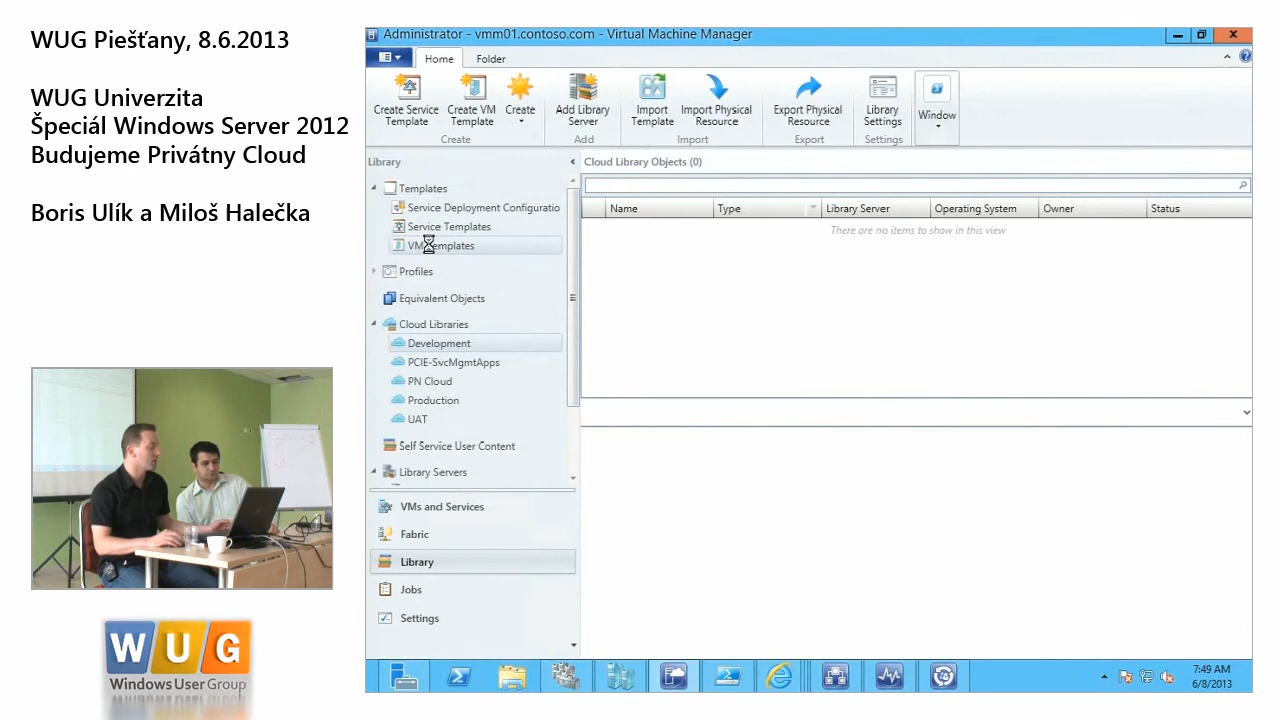 WUG Piešťany, 8.6.2013
WUG Univerzita
Špeciál Windows Server 2012
Budujeme Privátny Cloud
Boris Ulík a Miloš Halečka
WUG
Windows User Group
Administrator - vmm01.contoso.com - Virtual Machine Manager
Home Folder
Create Service Template
Create VM Template
Create
Add Library Server
Import Template
Import Physical Resource
Export Physical Resource
Library Settings
Window
Create Add Import Export Settings
Library
Templates
Service Deployment Configuratio
Service Templates
VM Templates
Profiles
Equivalent Objects
Cloud Libraries
Development
PCIE-SvcMgmtApps
PN Cloud
Production
UAT
Self Service User Content
Library Servers
VMs and Services
Fabric
Library
Jobs
Settings
Cloud Library Objects (0)
Name Type Library Server Operating System Owner Status
There are no items to show in this view
7:49 AM
6/8/2013